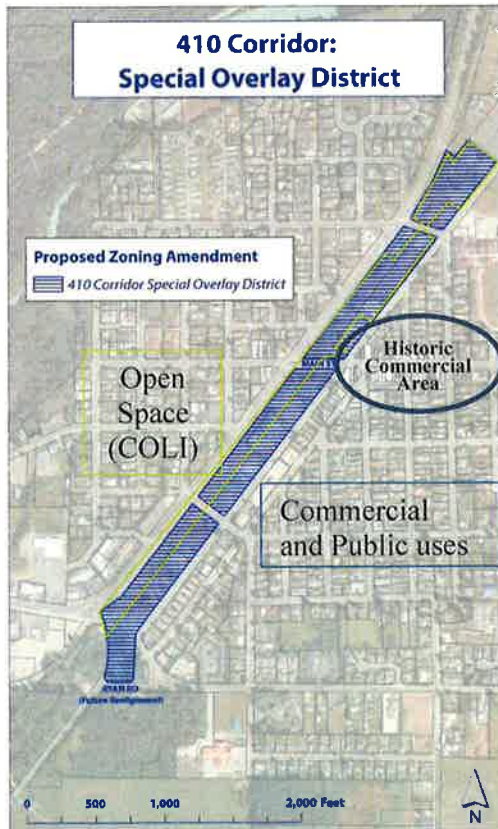 410 Corridor:
Special Overlay District
Proposed Zoning Amendment
410 Corridor Special Overlay District
Historic
Commercial
Area
Open
Space
(COLI)
Commercial
and Public uses
(Future Realignment)
0 500 1,000 2,000 Feet
N